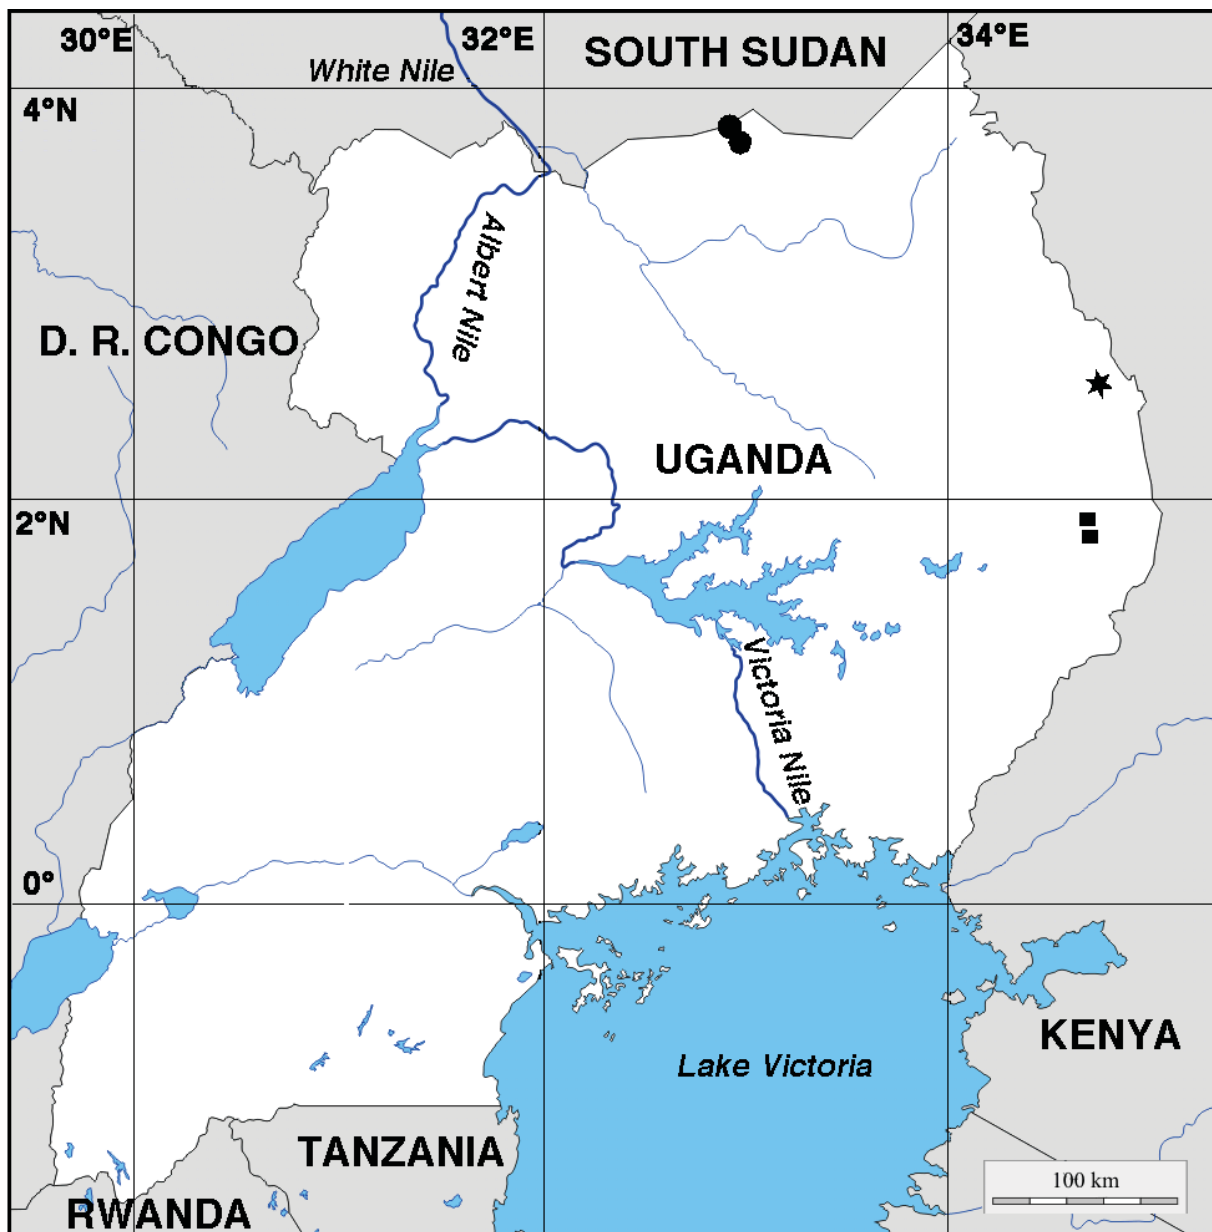 30°E
32°E
34°E
SOUTH SUDAN
White Nile
4°N
Albert Nile
D. R. CONGO
UGANDA
2°N
Victoria Nile
0°
KENYA
Lake Victoria
TANZANIA
100 km
RWANDA